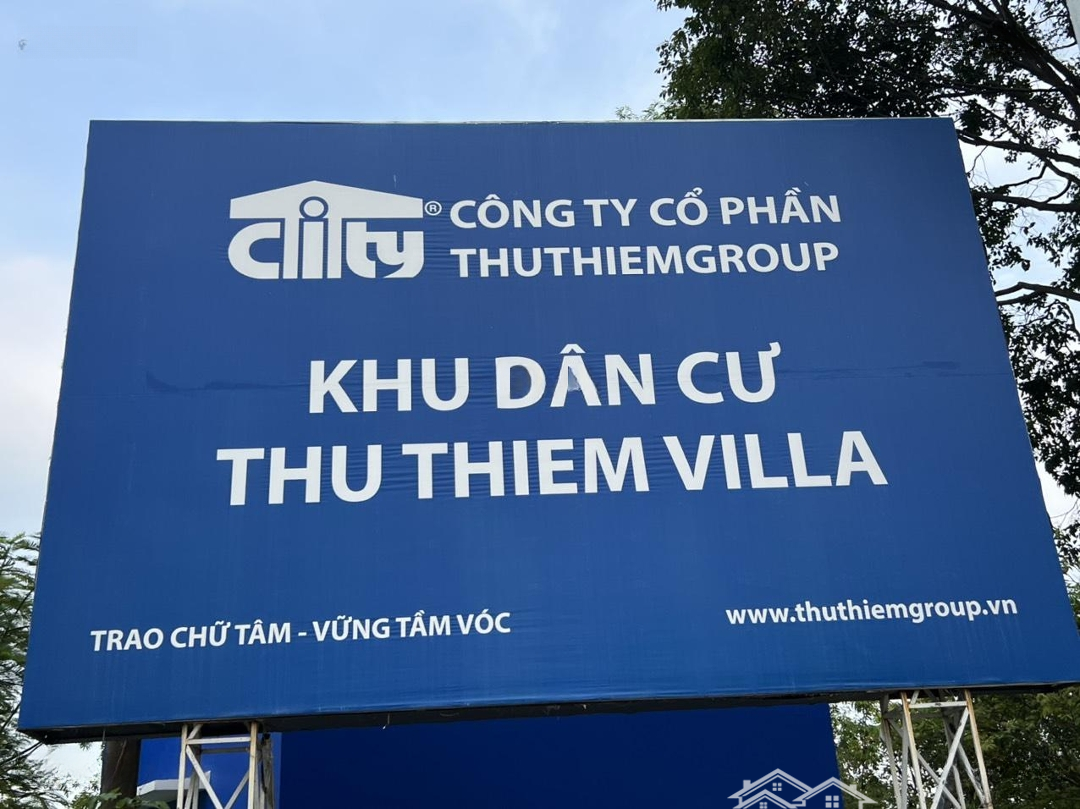 City® CÔNG TY CỔ PHẦN
THUTHIEMGROUP
KHU DÂN CƯ
THU THIEM VILLA
TRAO CHỮ TÂM - VỮNG TẦM VÓC
www.thuthiemgroup.vn